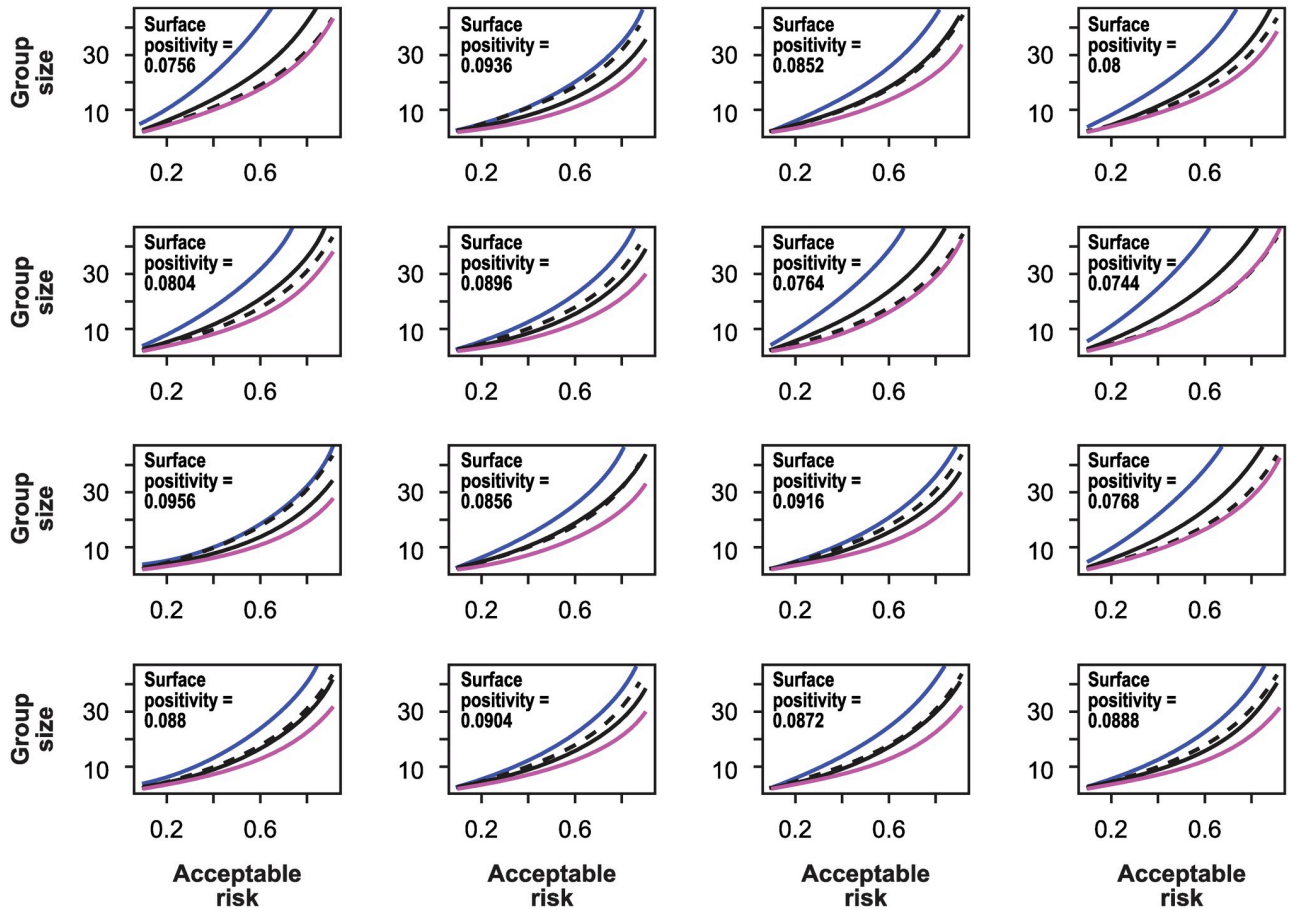 Group
size
30
10
Surface
positivity =
0.0756
0.2
0.6
30
10
Surface
positivity =
0.0936
0.2
0.6
30
10
Surface
positivity =
0.0852
0.2
0.6
30
10
Surface
positivity =
0.08
0.2
0.6
Group
size
30
10
Surface
positivity =
0.0804
0.2
0.6
30
10
Surface
positivity =
0.0896
0.2
0.6
30
10
Surface
positivity =
0.0764
0.2
0.6
30
10
Surface
positivity =
0.0744
0.2
0.6
Group
size
30
10
Surface
positivity =
0.0956
0.2
0.6
30
10
Surface
positivity =
0.0856
0.2
0.6
30
10
Surface
positivity =
0.0916
0.2
0.6
30
10
Surface
positivity =
0.0768
0.2
0.6
Group
size
30
10
Surface
positivity =
0.088
0.2
0.6
Acceptable
risk
30
10
Surface
positivity =
0.0904
0.2
0.6
Acceptable
risk
30
10
Surface
positivity =
0.0872
0.2
0.6
Acceptable
risk
30
10
Surface
positivity =
0.0888
0.2
0.6
Acceptable
risk